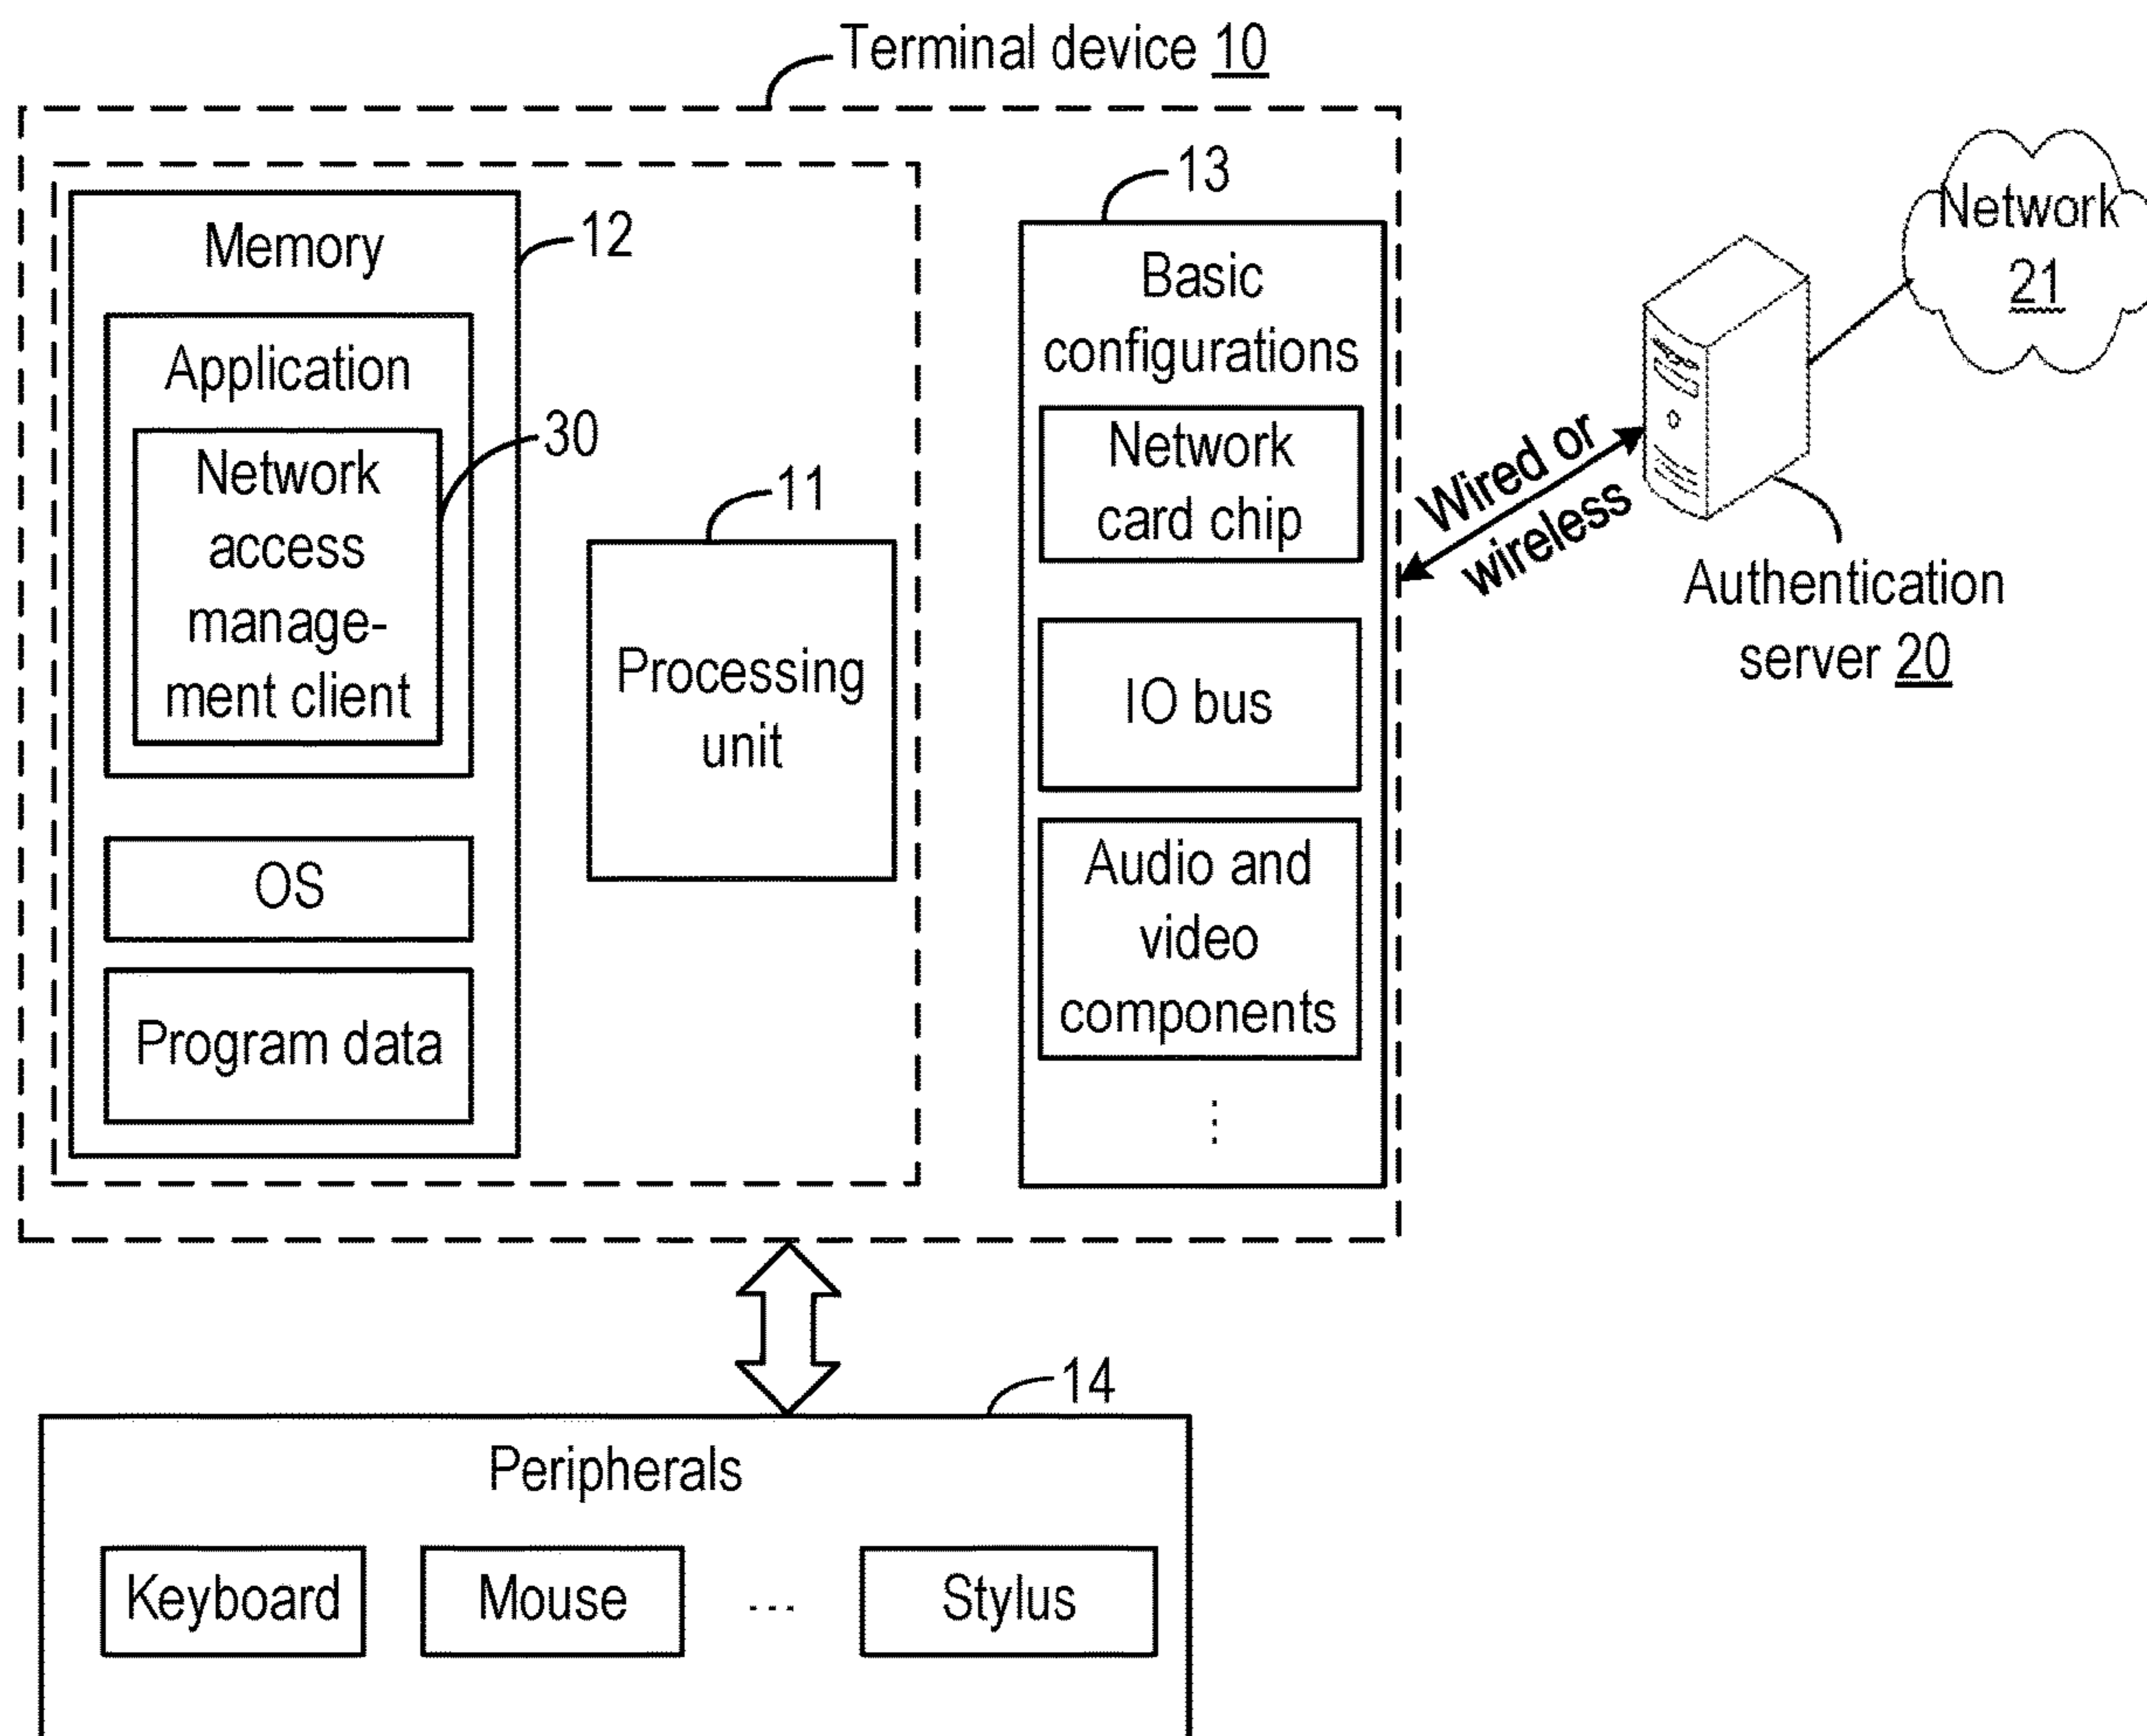 Terminal device 10
Memory
12
Application
Network
access
manage-
ment client
30
OS
Program data
11
Processing
unit
13
Basic
configurations
Network
card chip
IO bus
Audio and
video
components
⋮
Wired or
wireless
Authentication
server 20
Network
21
14
Peripherals
Keyboard
Mouse
...
Stylus